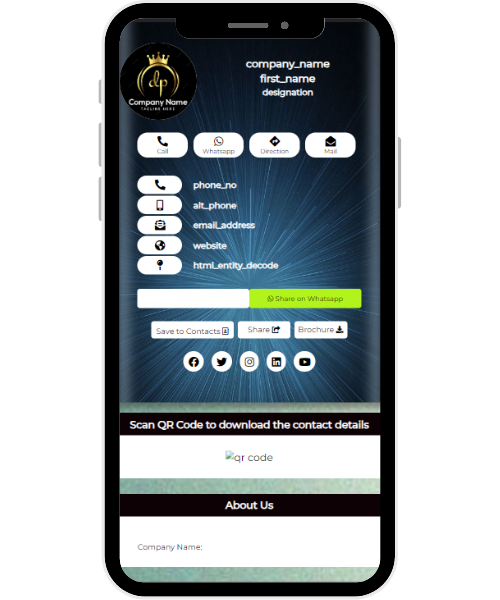 dp
Company Name
TAGLINE HERE
company_name
first_name
designation
Call
Whatsapp
Direction
Mail
phone_no
alt_phone
email_address
website
html_entity_decode
Share on Whatsapp
Save to Contacts
Share
Brochure
Scan QR Code to download the contact details
qr code
About Us
Company Name: